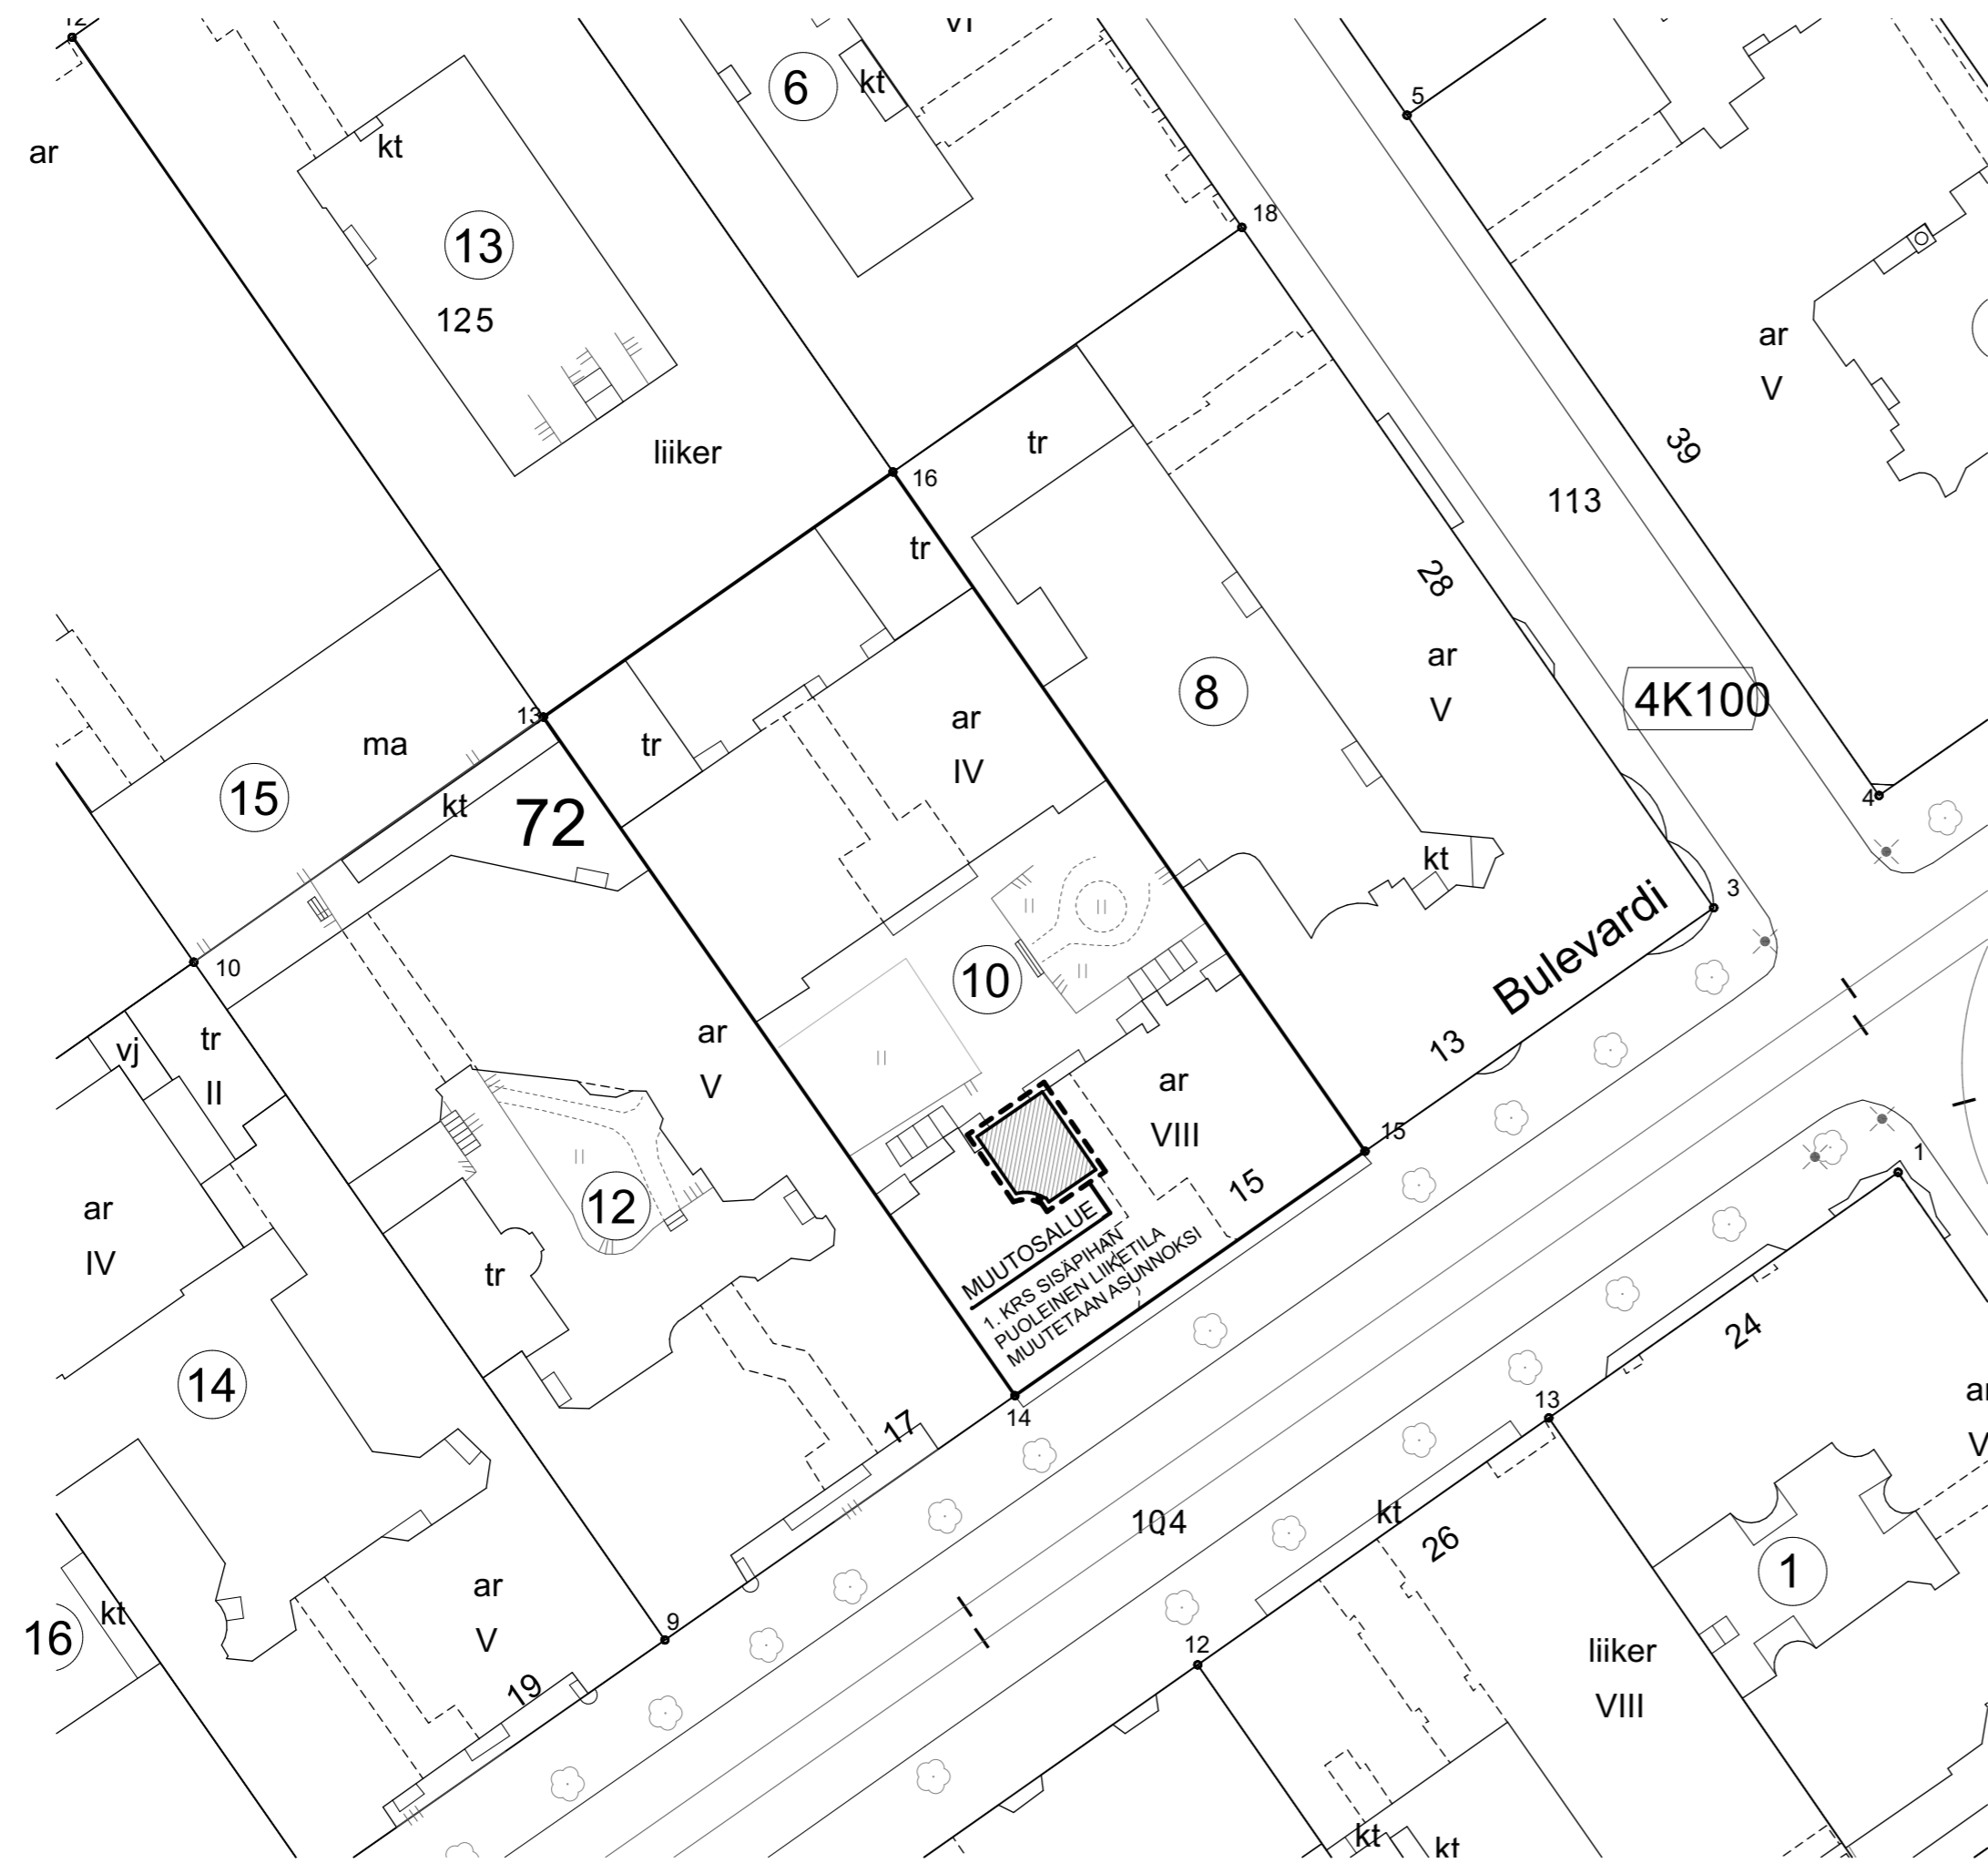 12
VI
6
kt
5
ar
kt
18
13
125
ar
V
liiker
tr
39
16
113
tr
28
ar
V
8
4K100
13
ma
tr
ar
IV
15
kt
72
4
kt
3
Bulevardi
10
10
13
vj
tr
II
ar
V
ar
VIII
15
1
15
12
ar
IV
MUUTOSALUE
1. KRS SISÄPIHAN
PUOLEINEN LIIKETILA
MUUTETAAN ASUNNOKSI
tr
24
14
13
14
17
104
kt
26
1
ar
V
kt
16
9
12
liiker
VIII
19
kt
kt